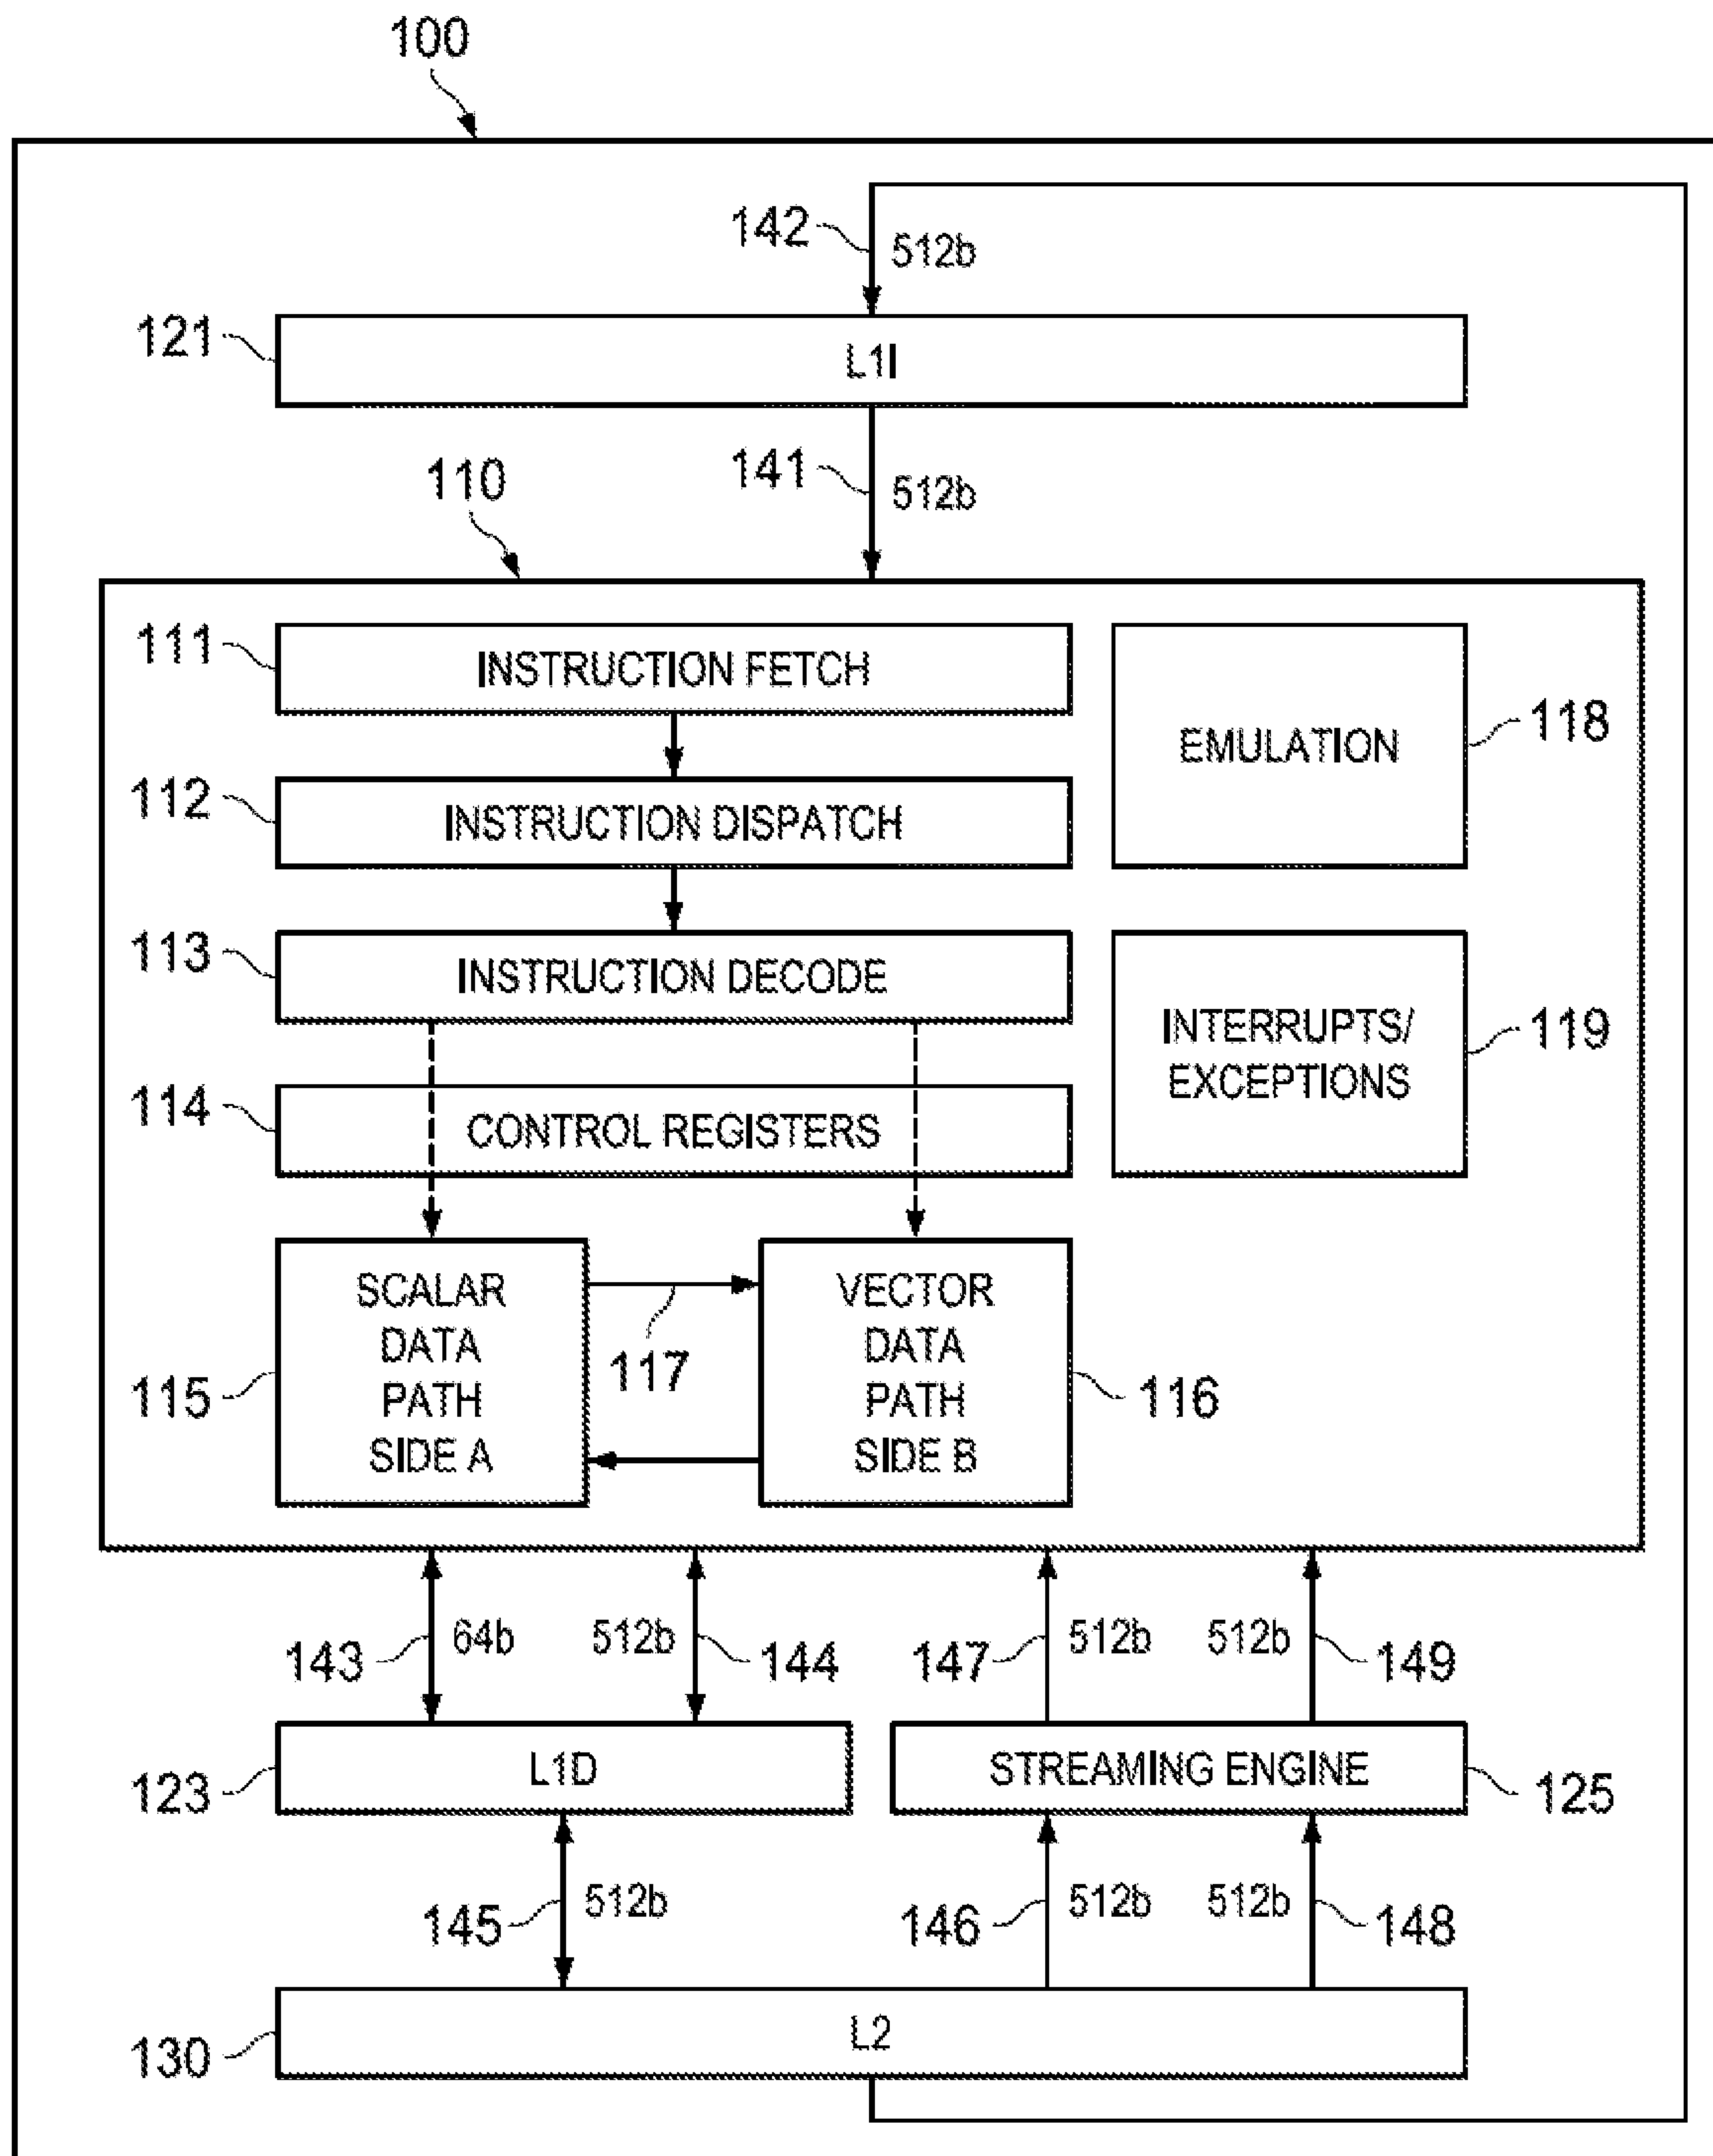 100
142
512b
121
L1I
110
141
512b
111
INSTRUCTION FETCH
EMULATION
118
112
INSTRUCTION DISPATCH
113
INSTRUCTION DECODE
INTERRUPTS/
EXCEPTIONS
119
114
CONTROL REGISTERS
115
SCALAR
DATA
PATH
SIDE A
117
VECTOR
DATA
PATH
SIDE B
116
143
64b
512b
144
147
512b
512b
149
123
L1D
STREAMING ENGINE
125
145
512b
146
512b
512b
148
130
L2